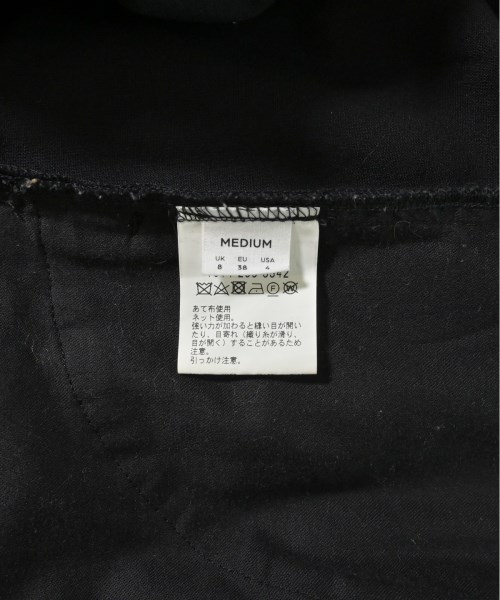 MEDIUM
UK EU USA
8 38 4
あて布使用
ネット使用。
強い力が加わると縫い目が開い
たり、目寄れ（織り糸が滑り、
目が開く）することがあるため
注意。
引っかけ注意。